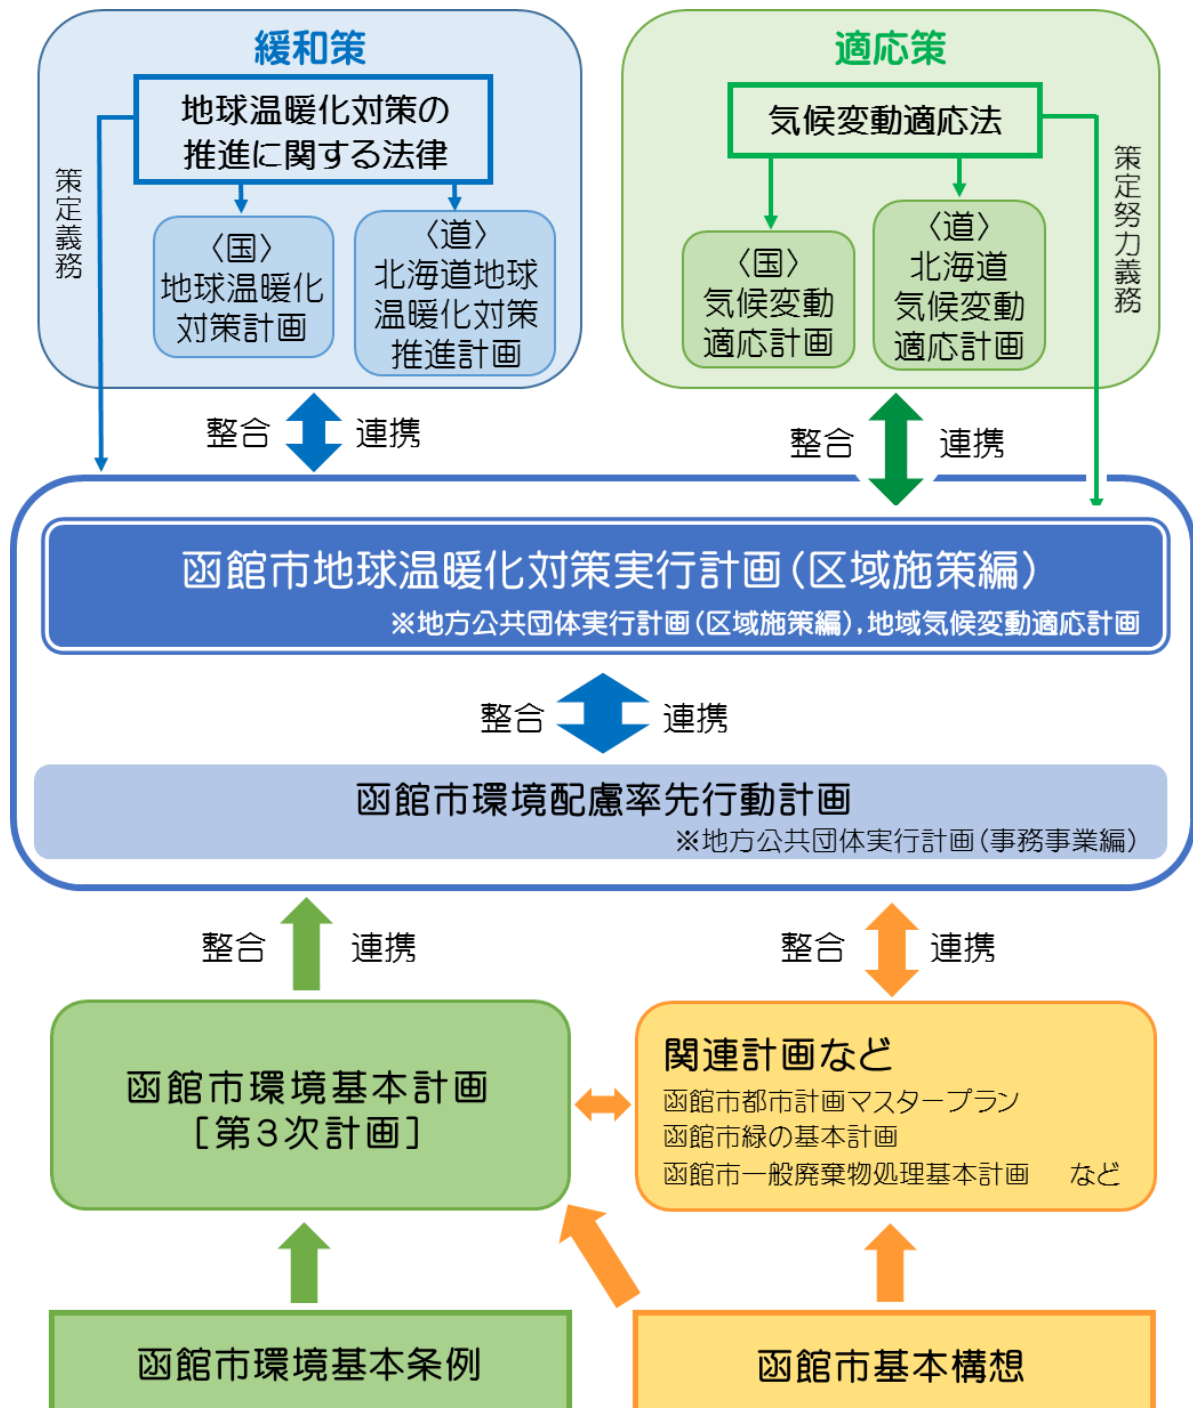 緩和策
地球温暖化対策の
推進に関する法律
策定義務
〈国〉
地球温暖化
対策計画
〈道〉
北海道地球
温暖化対策
推進計画
適応策
気候変動適応法
策定努力義務
〈国〉
気候変動
適応計画
〈道〉
北海道
気候変動
適応計画
整合 連携
整合 連携
函館市地球温暖化対策実行計画(区域施策編)
※地方公共団体実行計画(区域施策編),地域気候変動適応計画
整合 連携
函館市環境配慮率先行動計画
※地方公共団体実行計画(事務事業編)
整合 連携
整合 連携
函館市環境基本計画
[第3次計画]
関連計画など
函館市都市計画マスタープラン
函館市緑の基本計画
函館市一般廃棄物処理基本計画 など
函館市環境基本条例
函館市基本構想